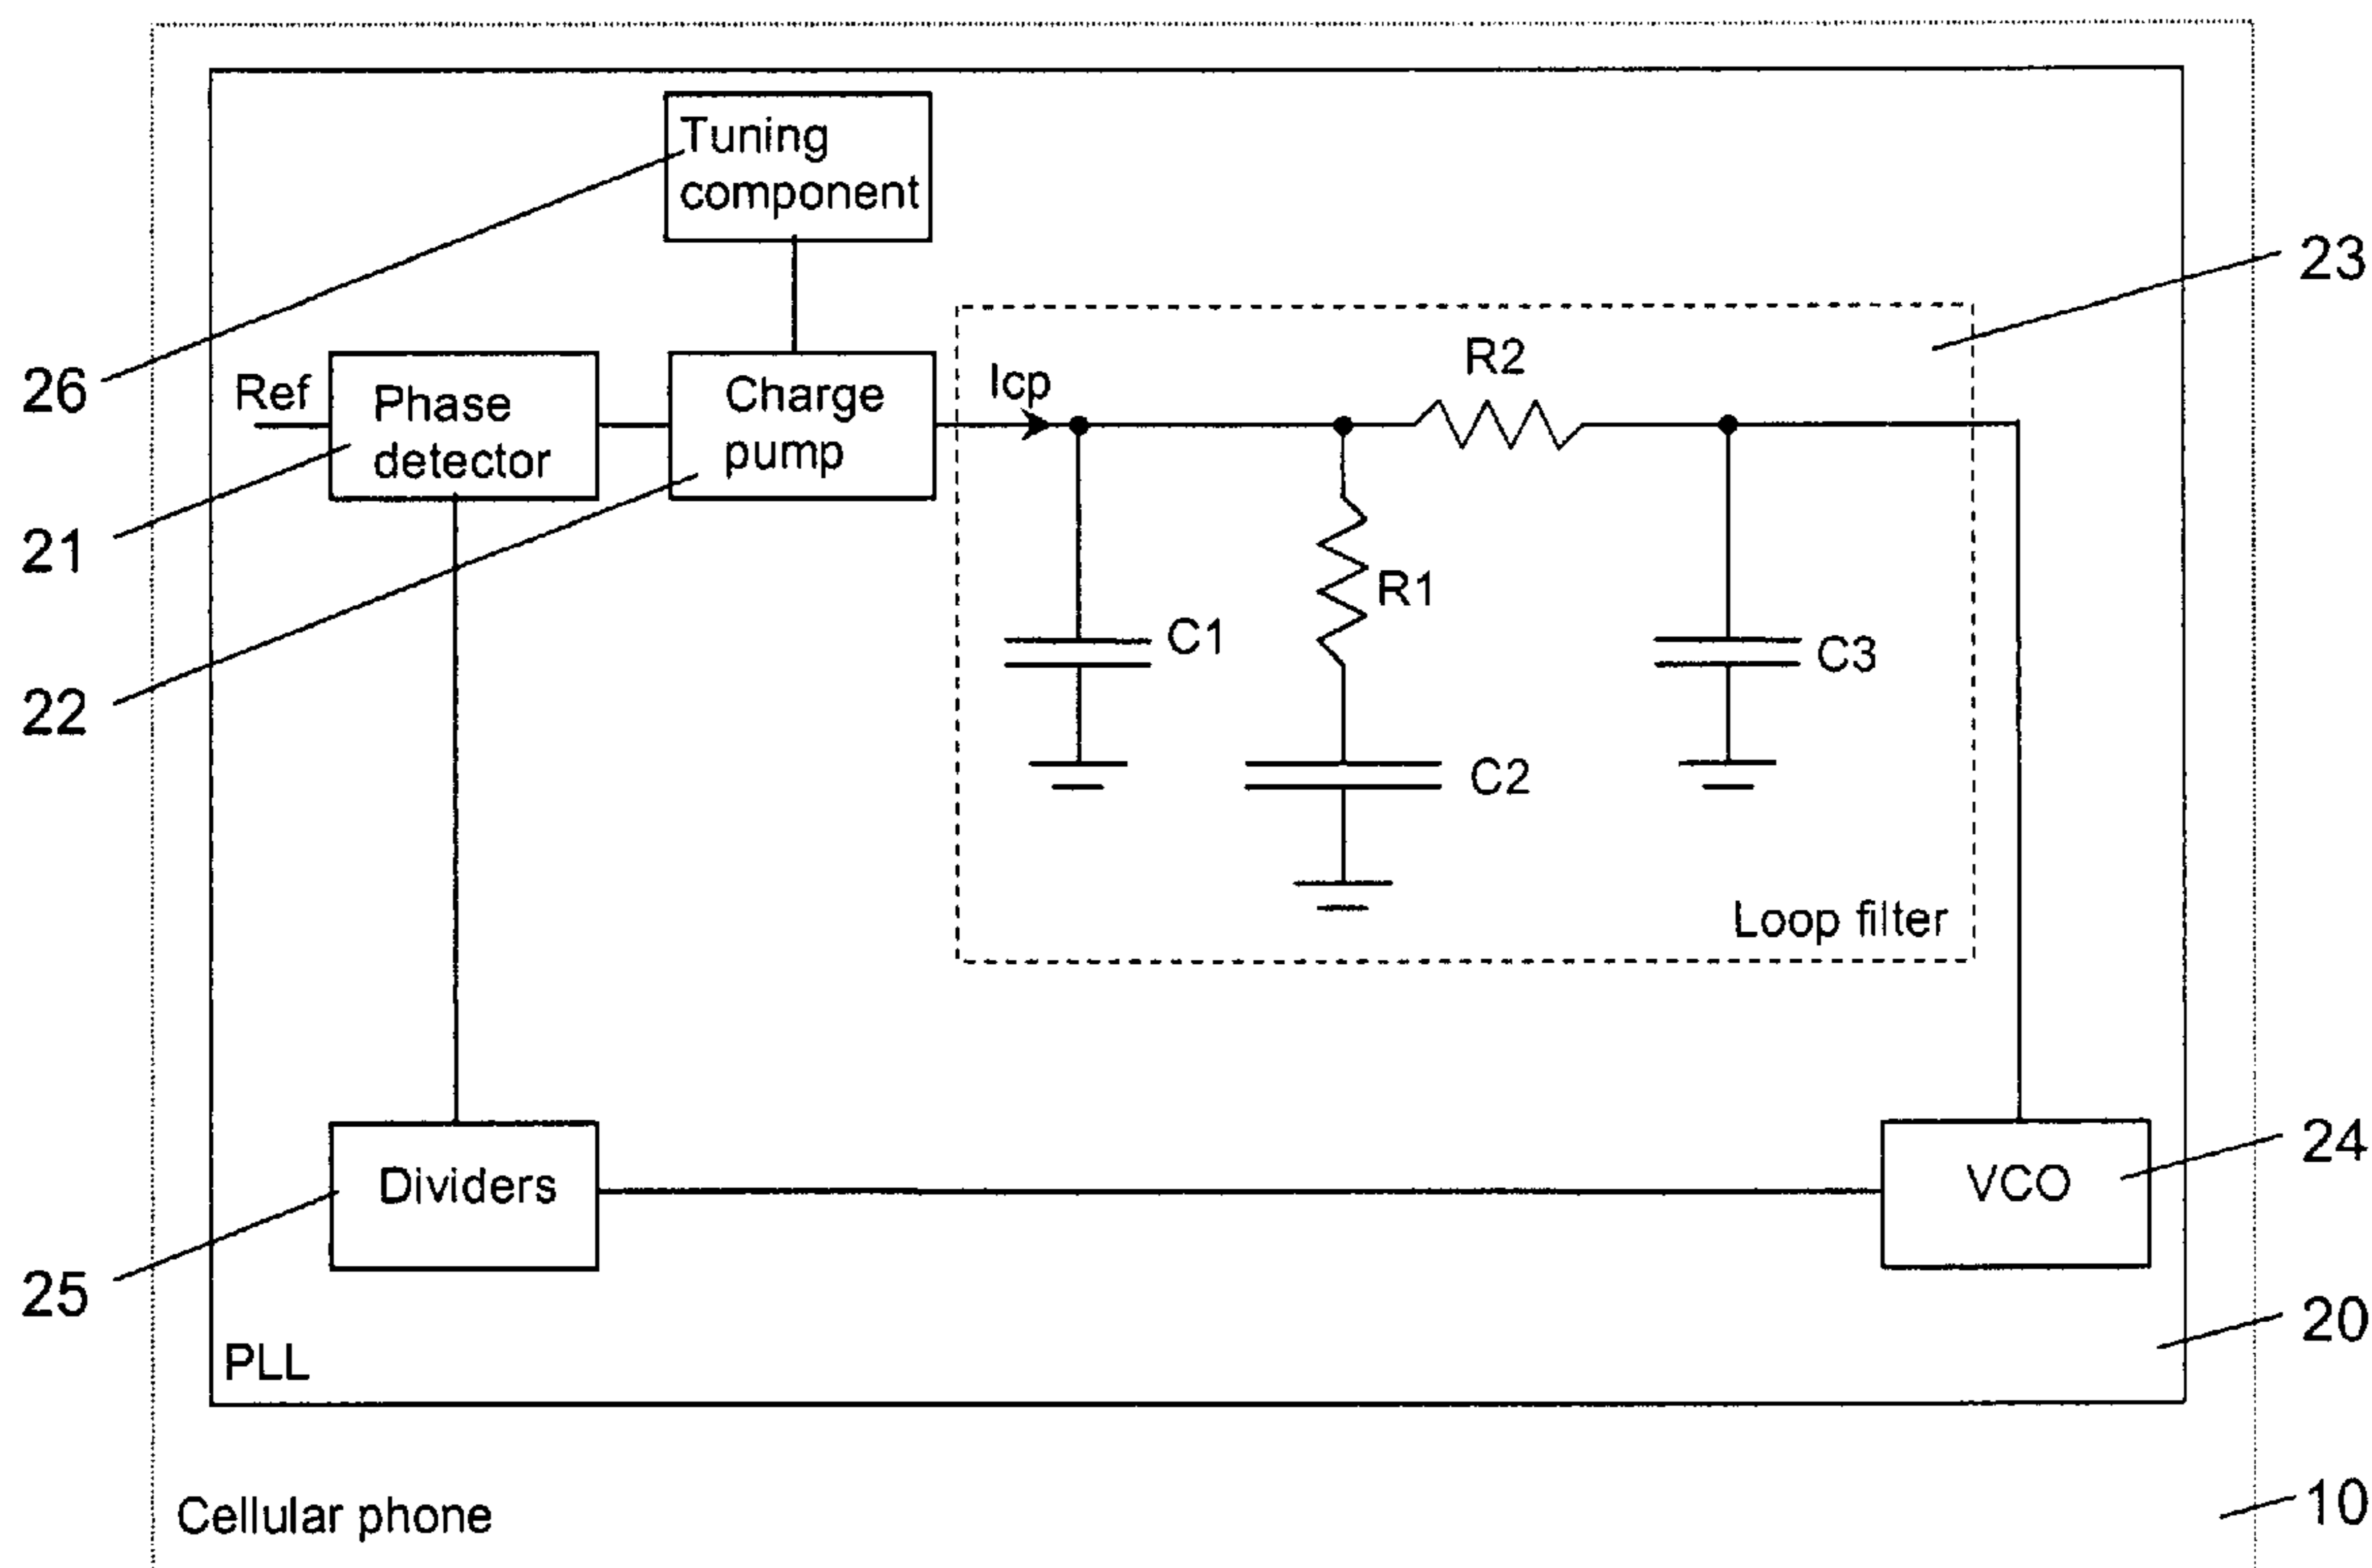 Tuning
component
23
R2
26
Ref
Phase
detector
Charge
pump
Icp
21
R1
C1
C3
22
C2
Loop filter
24
Dividers
VCO
25
20
PLL
10
Cellular phone